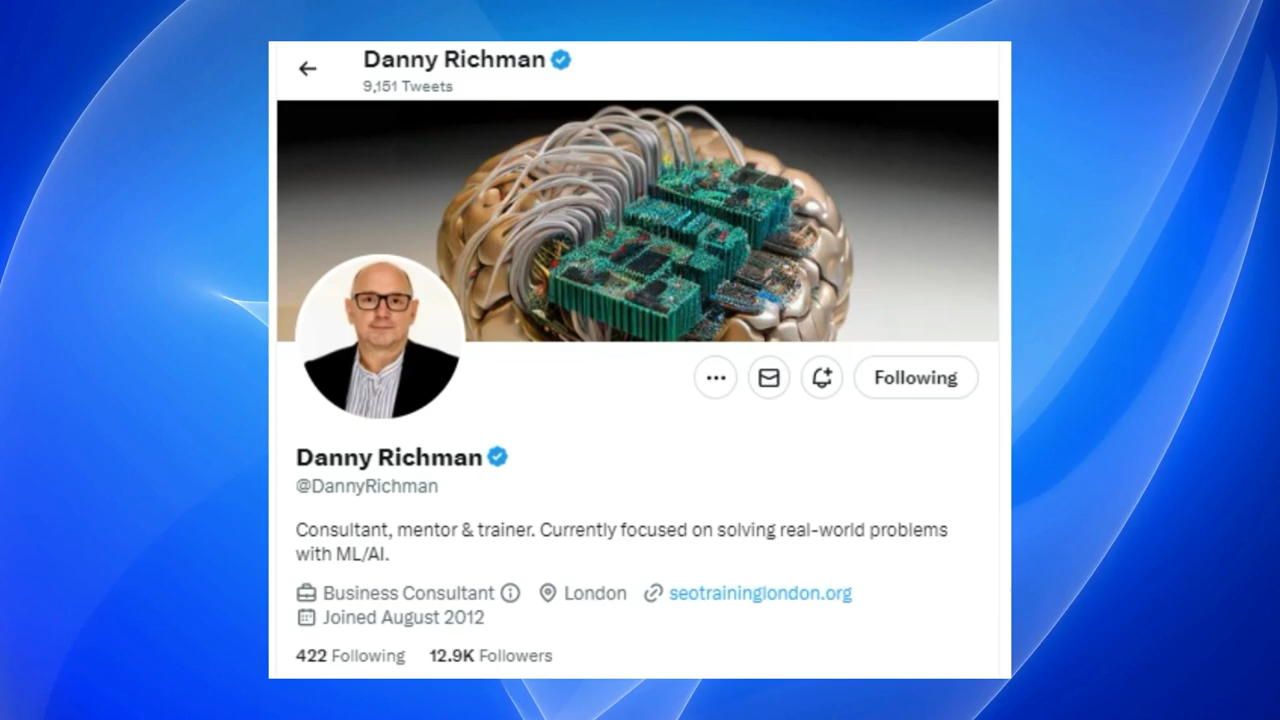 Danny Richman
9,151 Tweets
Following
Danny Richman
@DannyRichman
Consultant, mentor & trainer. Currently focused on solving real-world problems
with ML/AI.
Business Consultant London seotraininglondon.org
Joined August 2012
422 Following 12.9K Followers